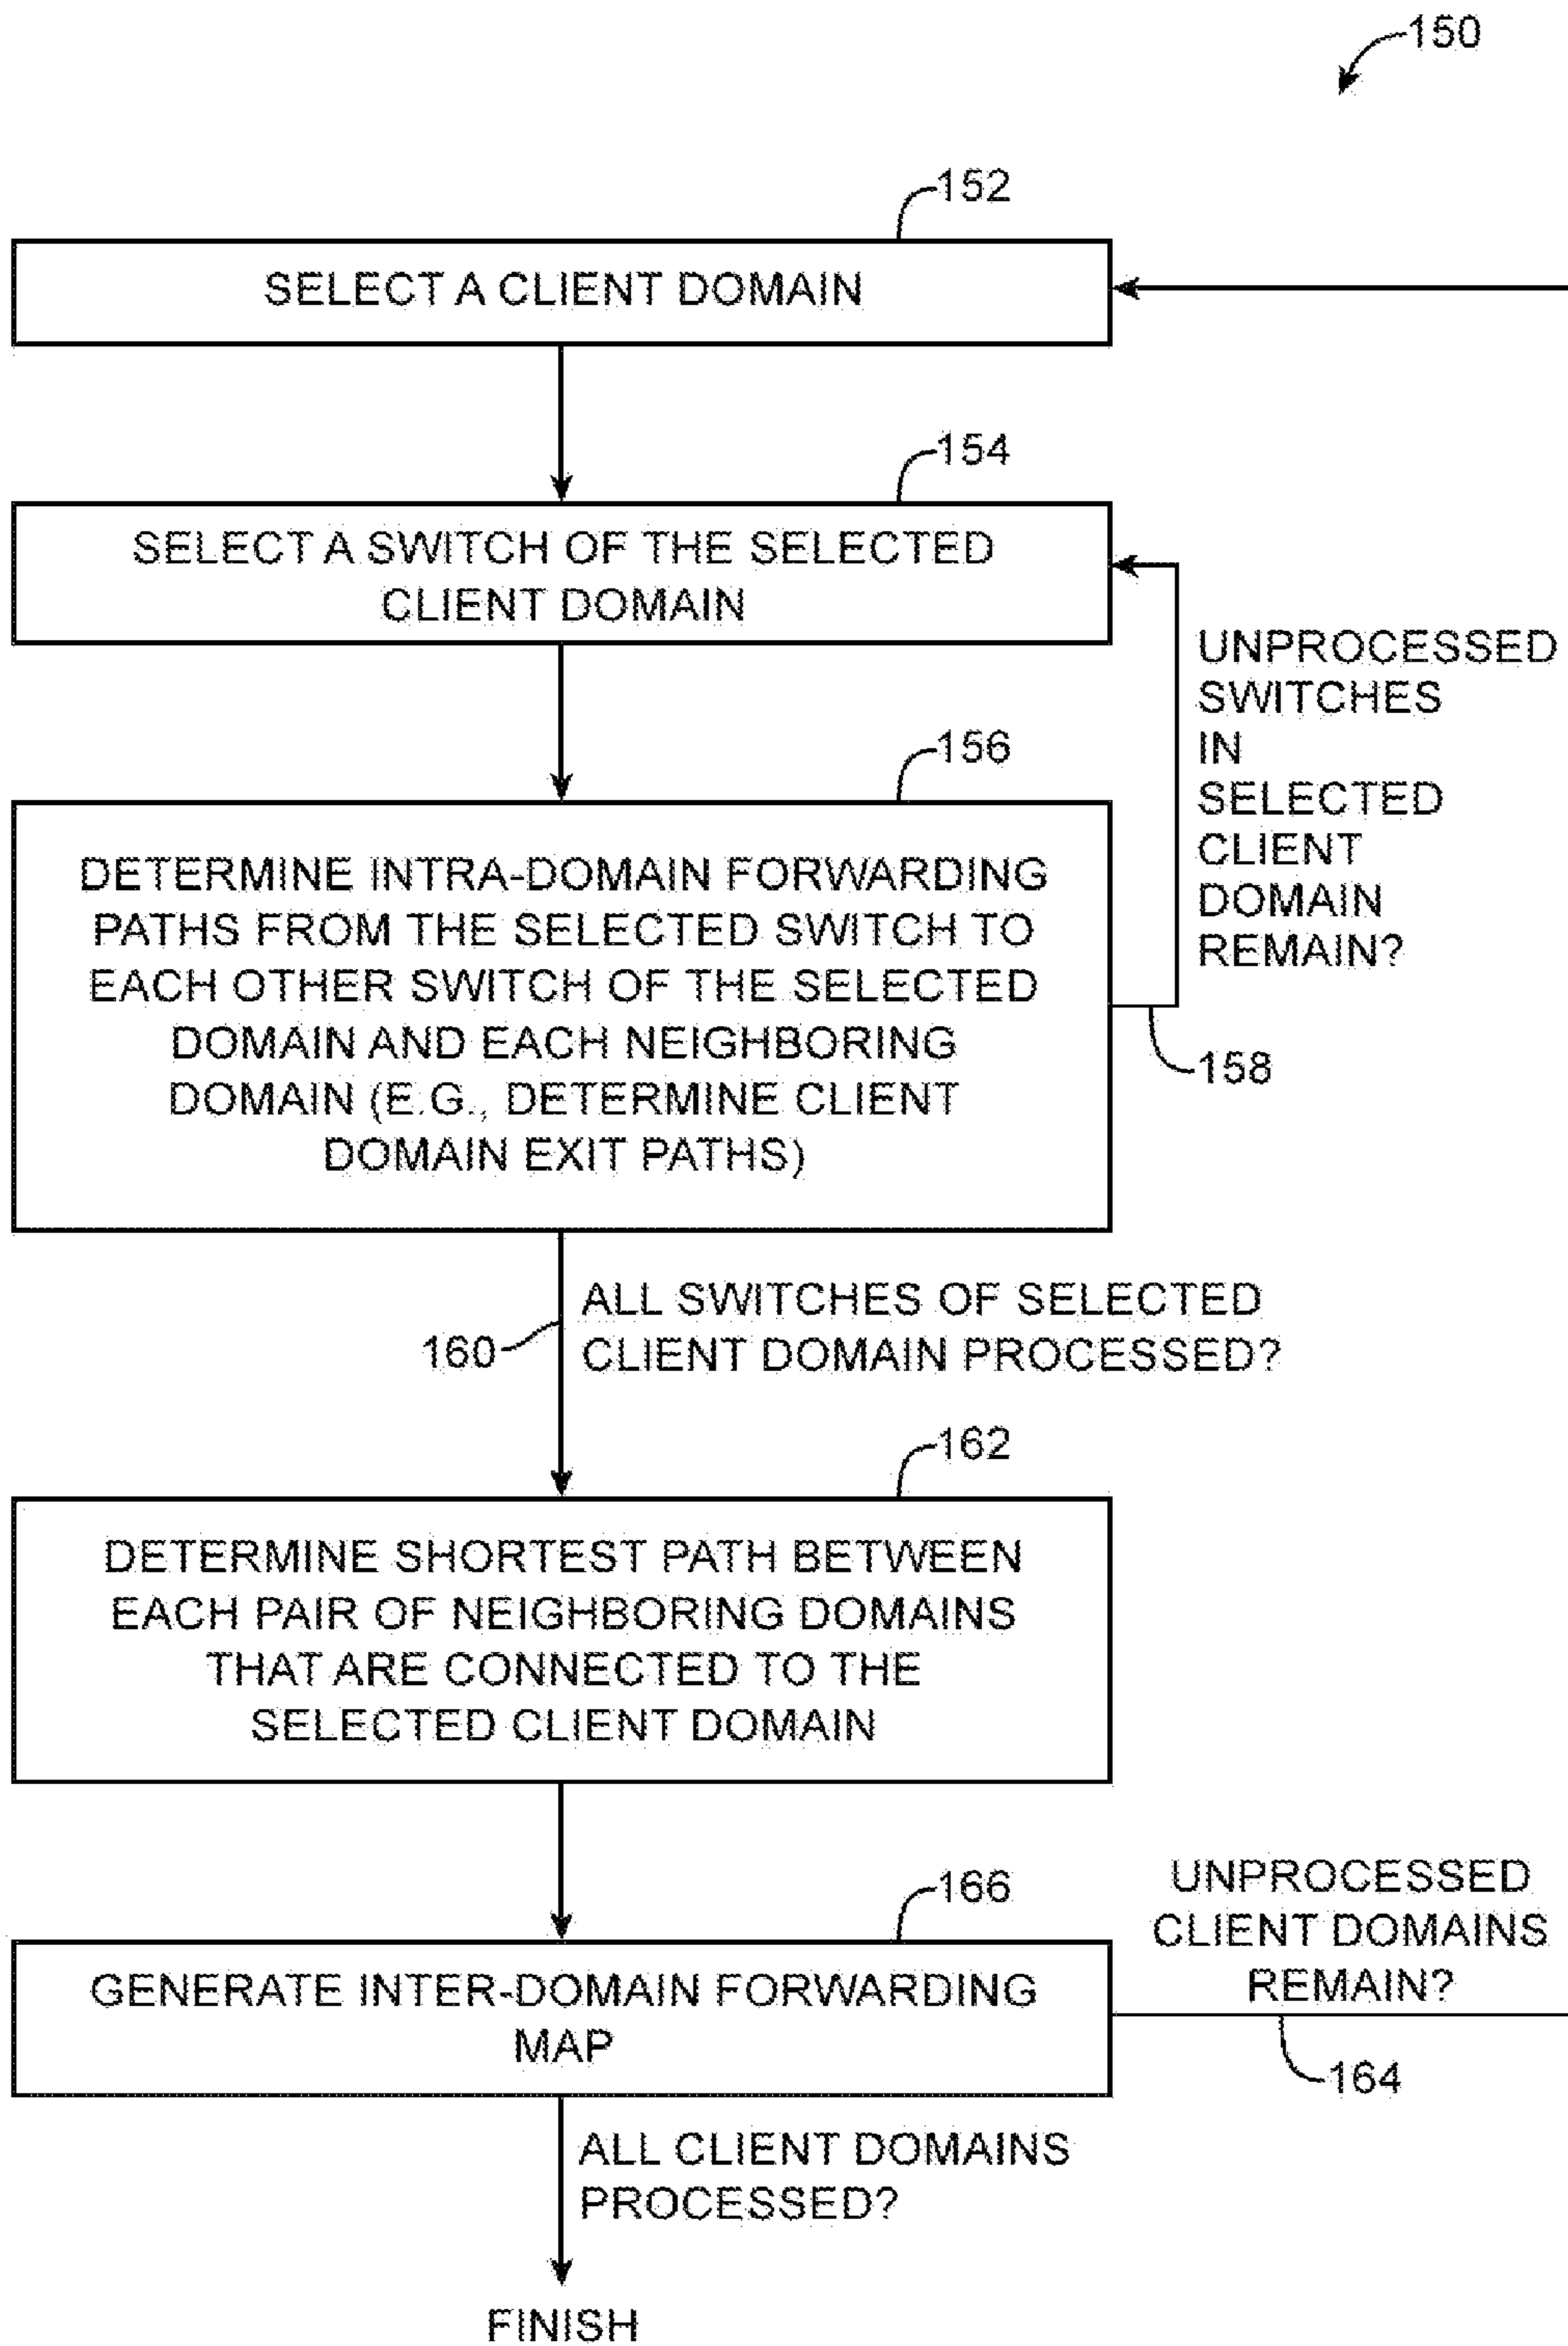 150
152
SELECT A CLIENT DOMAIN
154
SELECT A SWITCH OF THE SELECTED
CLIENT DOMAIN
UNPROCESSED
SWITCHES
IN
SELECTED
CLIENT
DOMAIN
REMAIN?
156
DETERMINE INTRA-DOMAIN FORWARDING
PATHS FROM THE SELECTED SWITCH TO
EACH OTHER SWITCH OF THE SELECTED
DOMAIN AND EACH NEIGHBORING
DOMAIN (E.G., DETERMINE CLIENT
DOMAIN EXIT PATHS)
158
160
ALL SWITCHES OF SELECTED
CLIENT DOMAIN PROCESSED?
162
DETERMINE SHORTEST PATH BETWEEN
EACH PAIR OF NEIGHBORING DOMAINS
THAT ARE CONNECTED TO THE
SELECTED CLIENT DOMAIN
166
GENERATE INTER-DOMAIN FORWARDING
MAP
UNPROCESSED
CLIENT DOMAINS
REMAIN?
164
ALL CLIENT DOMAINS
PROCESSED?
FINISH